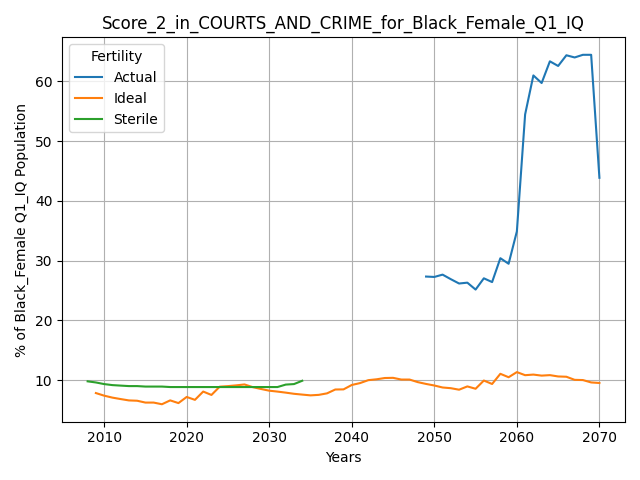 Score_2_in_COURTS_AND_CRIME_for_Black_Female_Q1_IQ
Fertility
Actual
Ideal
Sterile
% of Black_Female Q1_IQ Population
60
50
40
30
20
10
2010 2020 2030 2040 2050 2060 2070
Years